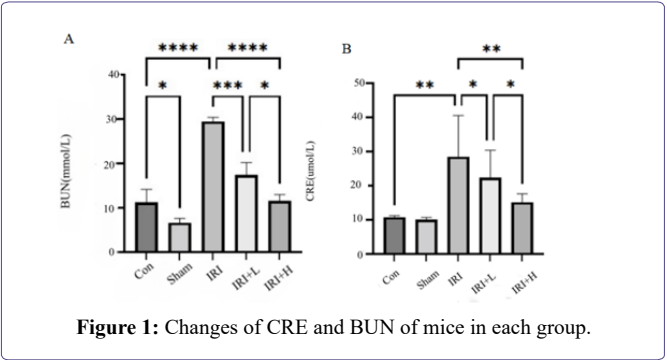 A
B
**** ****
**
* *** *
** * *
40
30
20
10
0
BUN(mmol/L)
Con Sham IRI IRI+L IRI+H
50
40
30
20
10
0
CRE(umol/L)
Con Sham IRI IRI+L IRI+H
Figure 1: Changes of CRE and BUN of mice in each group.